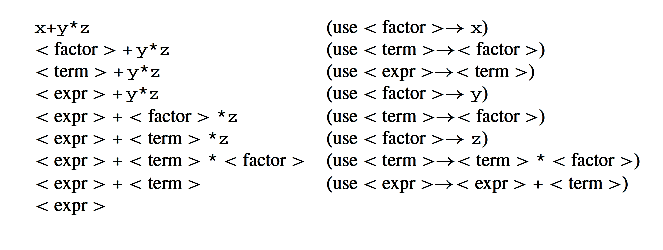 x+y*z (use < factor >→ x)
< factor > +y*z (use < term >→< factor >)
< term > +y*z (use < expr >→< term >)
< expr > +y*z (use < factor >→ y)
< expr > + < factor > *z (use < term >→< factor >)
< expr > + < term > *z (use < factor >→ z)
< expr > + < term > * < factor > (use < term >→< term > * < factor >)
< expr > + < term > (use < expr >→< expr > + < term >)
< expr >